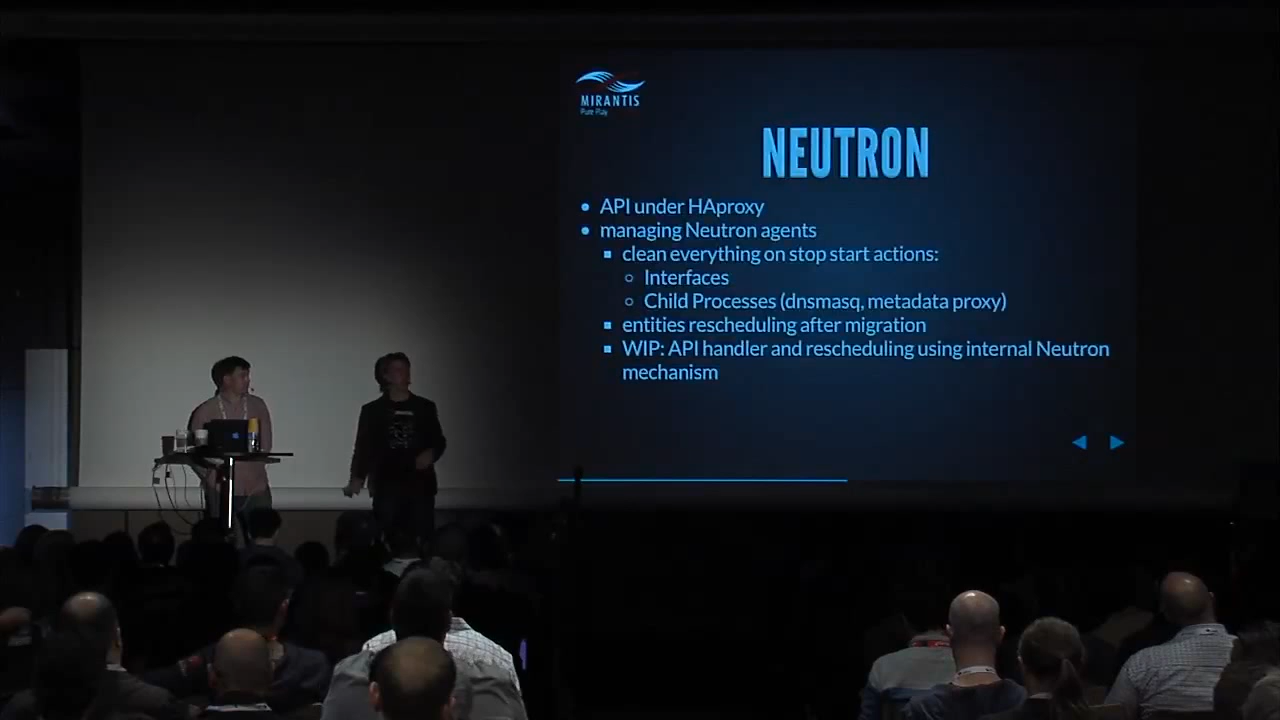 MIRANTIS
Pure Play
NEUTRON
API under HAproxy
managing Neutron agents
clean everything on stop start actions:
Interfaces
Child Processes (dnsmasq, metadata proxy)
entities rescheduling after migration
WIP: API handler and rescheduling using internal Neutron
mechanism